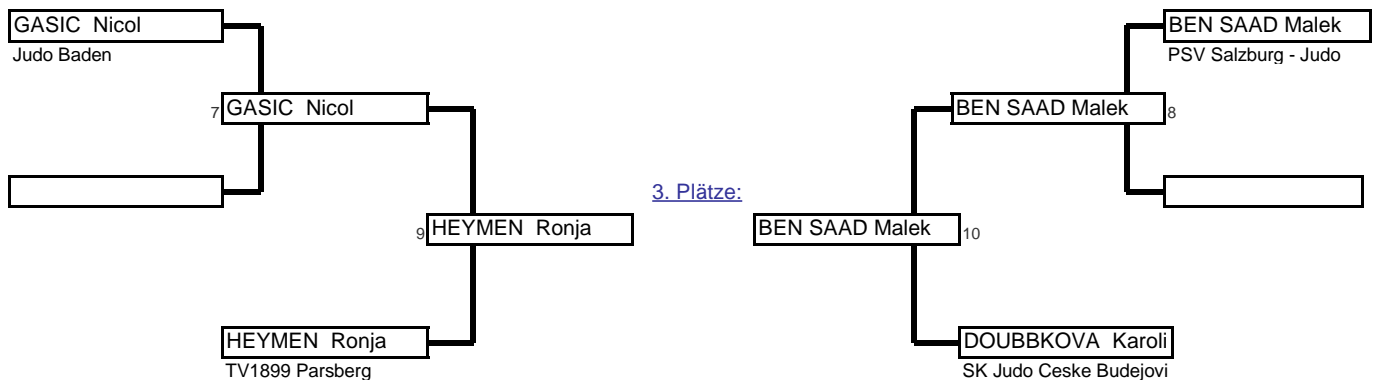 GASIC  Nicol
Judo Baden
7 GASIC  Nicol
9 HEYMEN  Ronja
HEYMEN  Ronja
TV1899 Parsberg
3. Plätze:
BEN SAAD Malek
PSV Salzburg - Judo
BEN SAAD Malek 8
BEN SAAD Malek 10
DOUBBKOVA  Karoli
SK Judo Ceske Budejovi